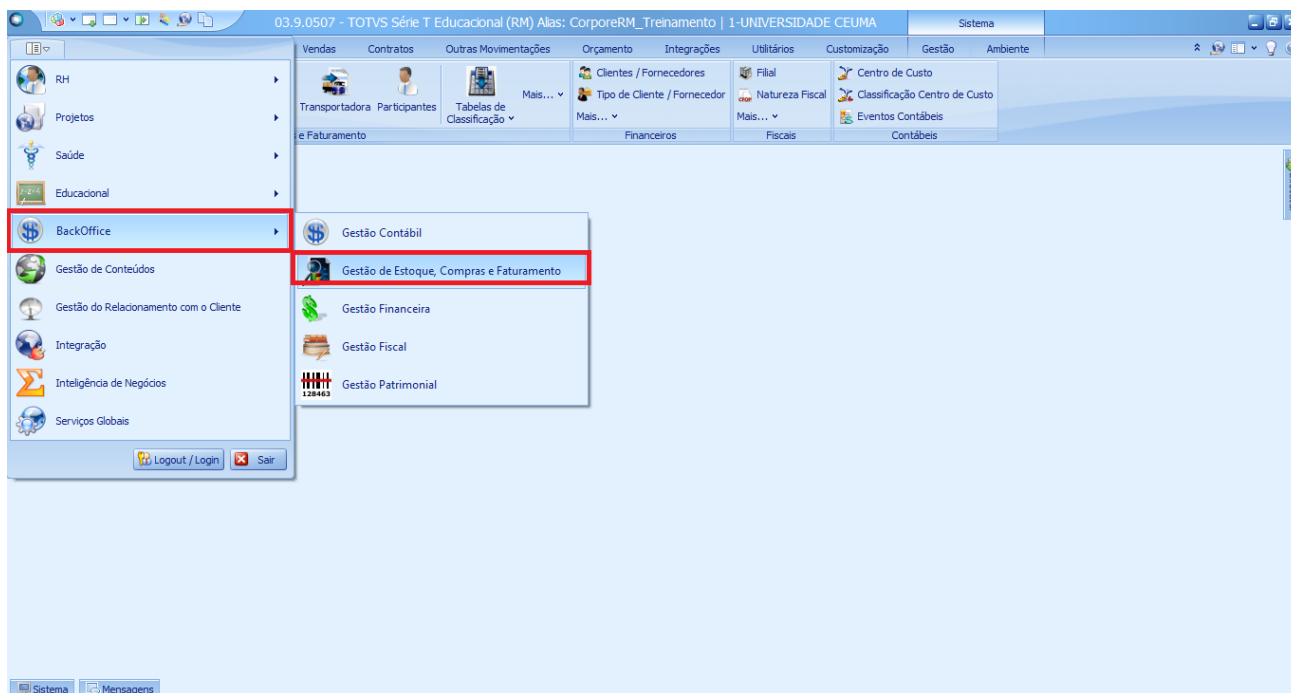 03.9.0507 - TOTVS Série T Educacional (RM) Alias: CorporeRM_Treinamento | 1-UNIVERSIDADE CEUMA
Sistema
Vendas Contratos Outras Movimentações Orçamento Integrações Utilitários Customização Gestão Ambiente
Transportadora Participantes Tabelas de Classificação Mais...
Clientes / Fornecedores
Tipo de Cliente / Fornecedor
Mais...
Filial
Natureza Fiscal
Mais...
Centro de Custo
Classificação Centro de Custo
Eventos Contábeis
s e Faturamento Financeiros Fiscais Contábeis
RH
Projetos
Saúde
Educacional
BackOffice
Gestão de Conteúdos
Gestão do Relacionamento com o Cliente
Integração
Inteligência de Negócios
Serviços Globais
Logout / Login Sair
Gestão Contábil
Gestão de Estoque, Compras e Faturamento
Gestão Financeira
Gestão Fiscal
128463
Gestão Patrimonial
Sistema Mensagens